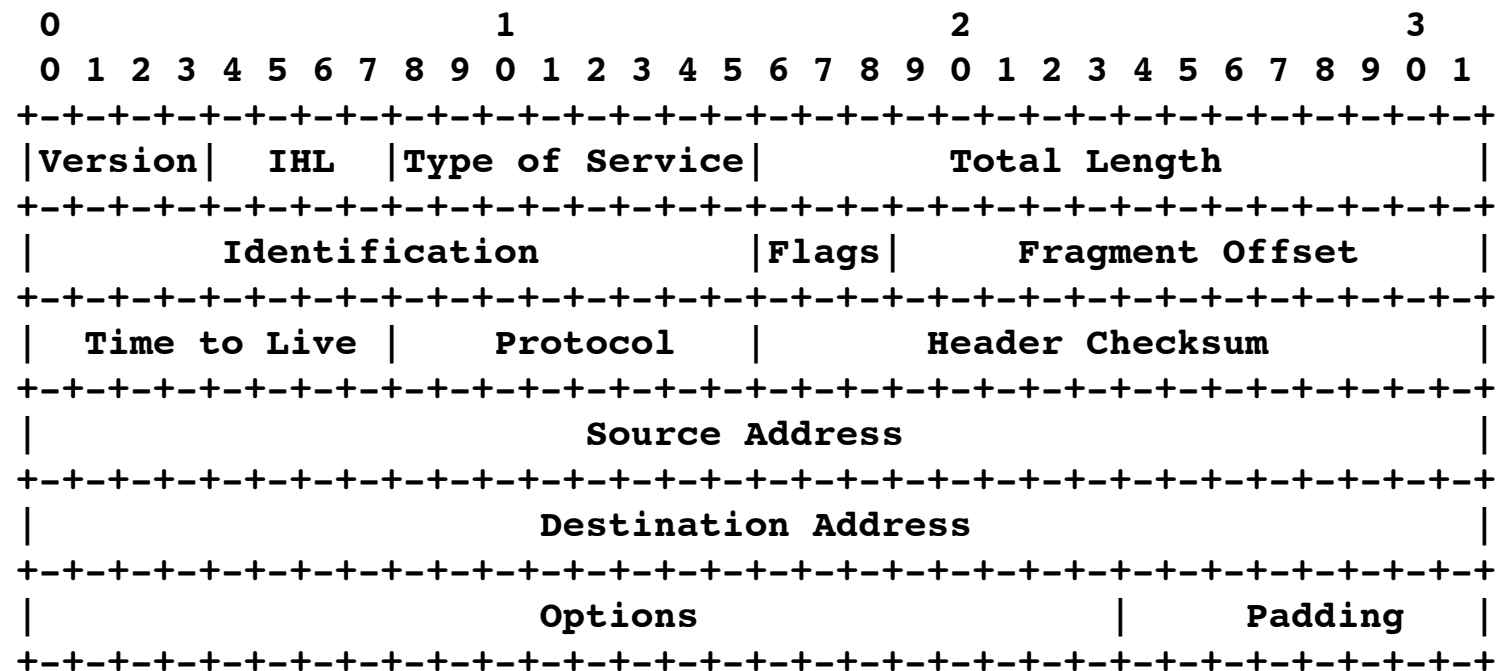 0                   1                   2                   3
 0 1 2 3 4 5 6 7 8 9 0 1 2 3 4 5 6 7 8 9 0 1 2 3 4 5 6 7 8 9 0 1
+-+-+-+-+-+-+-+-+-+-+-+-+-+-+-+-+-+-+-+-+-+-+-+-+-+-+-+-+-+-+-+-+
|Version|  IHL  |Type of Service|        Total Length           |
+-+-+-+-+-+-+-+-+-+-+-+-+-+-+-+-+-+-+-+-+-+-+-+-+-+-+-+-+-+-+-+-+
|        Identification         |Flags|     Fragment Offset     |
+-+-+-+-+-+-+-+-+-+-+-+-+-+-+-+-+-+-+-+-+-+-+-+-+-+-+-+-+-+-+-+-+
|  Time to Live |    Protocol   |       Header Checksum         |
+-+-+-+-+-+-+-+-+-+-+-+-+-+-+-+-+-+-+-+-+-+-+-+-+-+-+-+-+-+-+-+-+
|                        Source Address                         |
+-+-+-+-+-+-+-+-+-+-+-+-+-+-+-+-+-+-+-+-+-+-+-+-+-+-+-+-+-+-+-+-+
|                      Destination Address                      |
+-+-+-+-+-+-+-+-+-+-+-+-+-+-+-+-+-+-+-+-+-+-+-+-+-+-+-+-+-+-+-+-+
|                      Options                  |     Padding   |
+-+-+-+-+-+-+-+-+-+-+-+-+-+-+-+-+-+-+-+-+-+-+-+-+-+-+-+-+-+-+-+-+